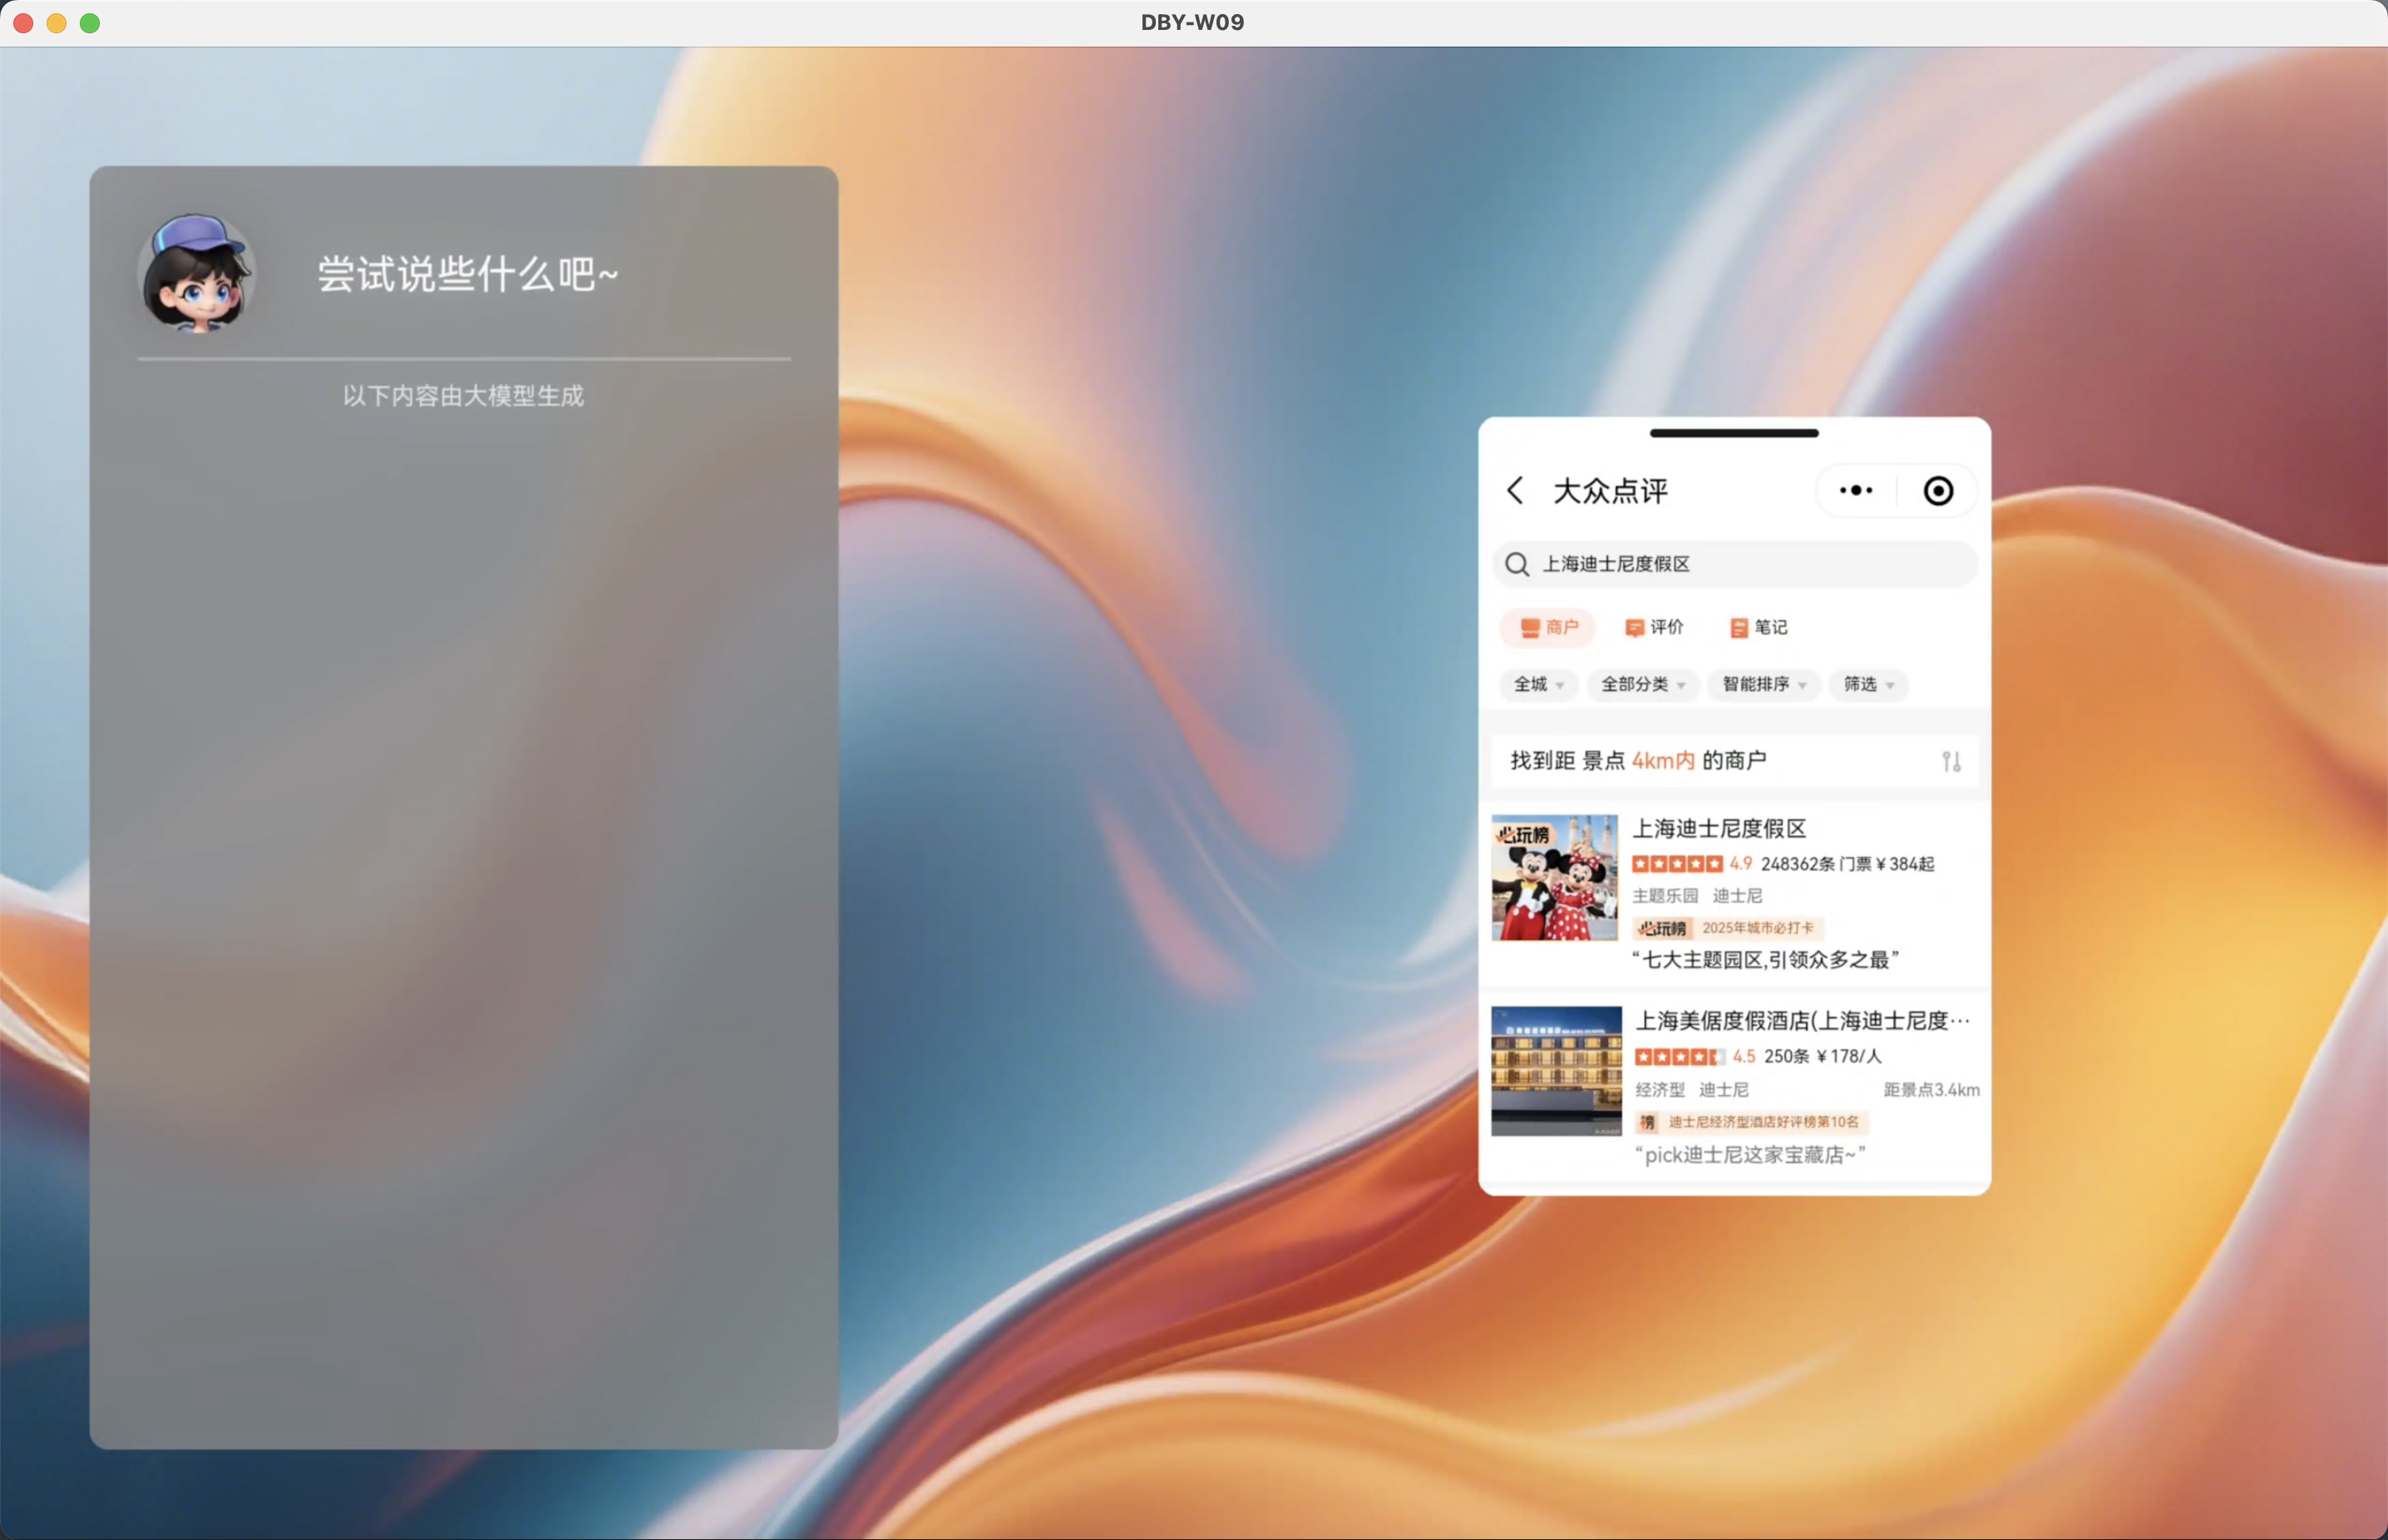 DBY-W09
尝试说些什么吧~
以下内容由大模型生成
大众点评
上海迪士尼度假区
商户 评价 笔记
全城 全部分类 智能排序 筛选
找到距 景点 4km内 的商户
必玩榜
上海迪士尼度假区
4.9 248362条 门票¥384起
主题乐园 迪士尼
必玩榜 2025年城市必打卡
“七大主题园区,引领众多之最”
上海美倨度假酒店(上海迪士尼度···
4.5 250条 ¥178/人
经济型 迪士尼 距景点3.4km
榜 迪士尼经济型酒店好评榜第10名
“pick迪士尼这家宝藏店~”